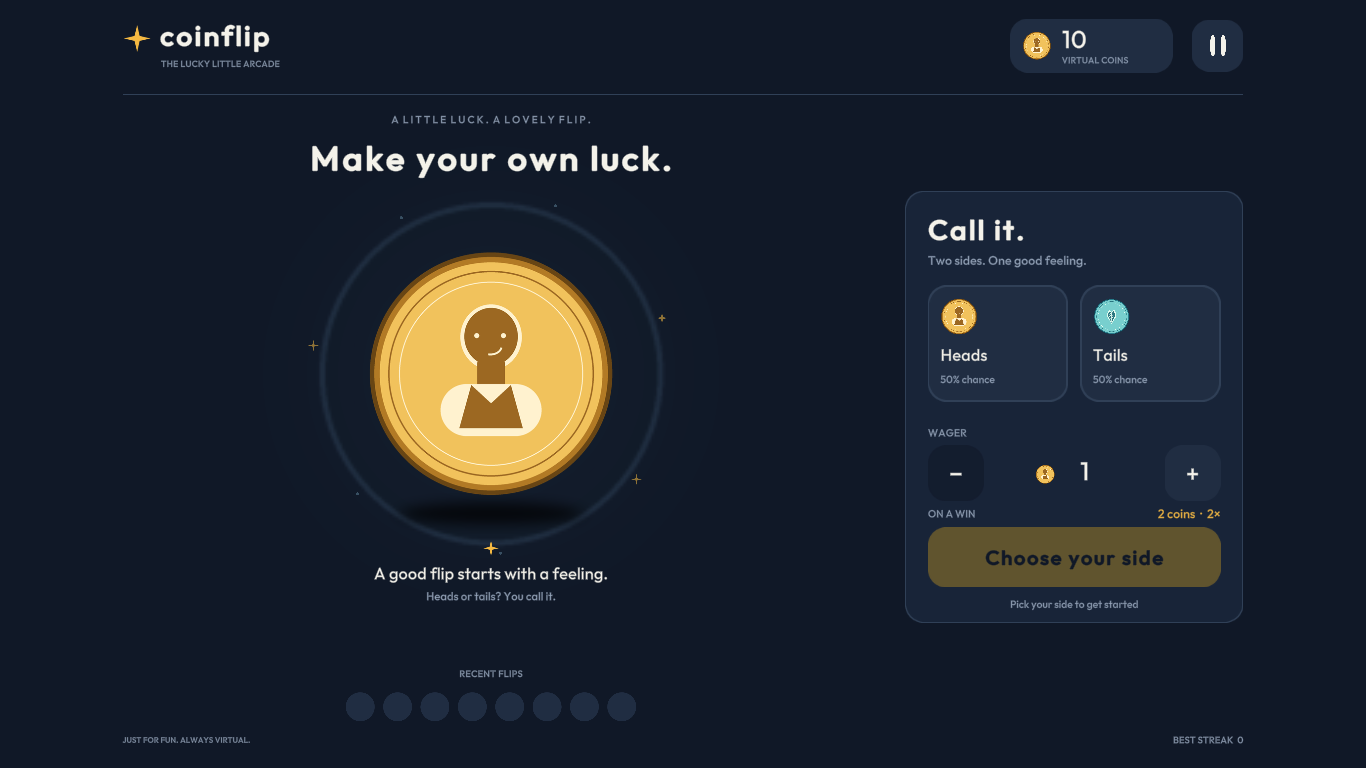 coinflip
THE LUCKY LITTLE ARCADE
10
VIRTUAL COINS
A LITTLE LUCK. A LOVELY FLIP.
Make your own luck.
A good flip starts with a feeling.
Heads or tails? You call it.
RECENT FLIPS
JUST FOR FUN. ALWAYS VIRTUAL.
Call it.
Two sides. One good feeling.
Heads
50% chance
Tails
50% chance
WAGER
− 1 +
ON A WIN 2 coins · 2×
Choose your side
Pick your side to get started
BEST STREAK 0